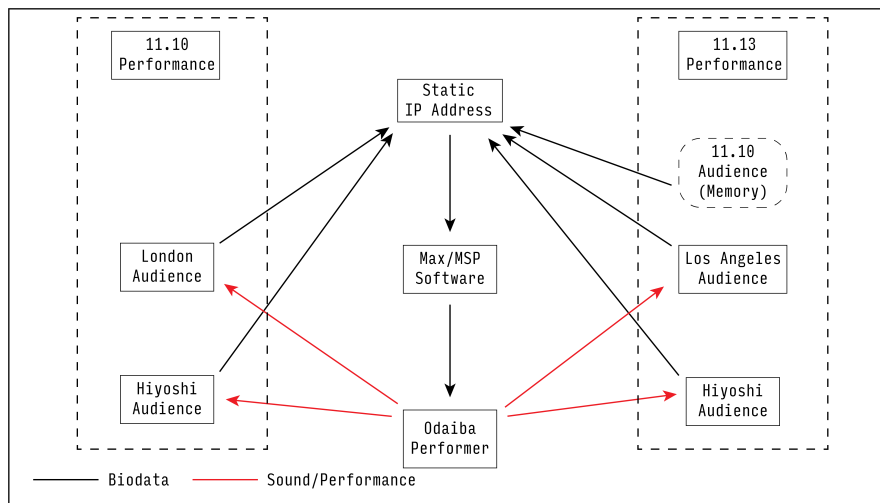 11.10
Performance
11.13
Performance
Static
IP Address
11.10
Audience
(Memory)
London
Audience
Max/MSP
Software
Los Angeles
Audience
Hiyoshi
Audience
Odaiba
Performer
Hiyoshi
Audience
Biodata
Sound/Performance